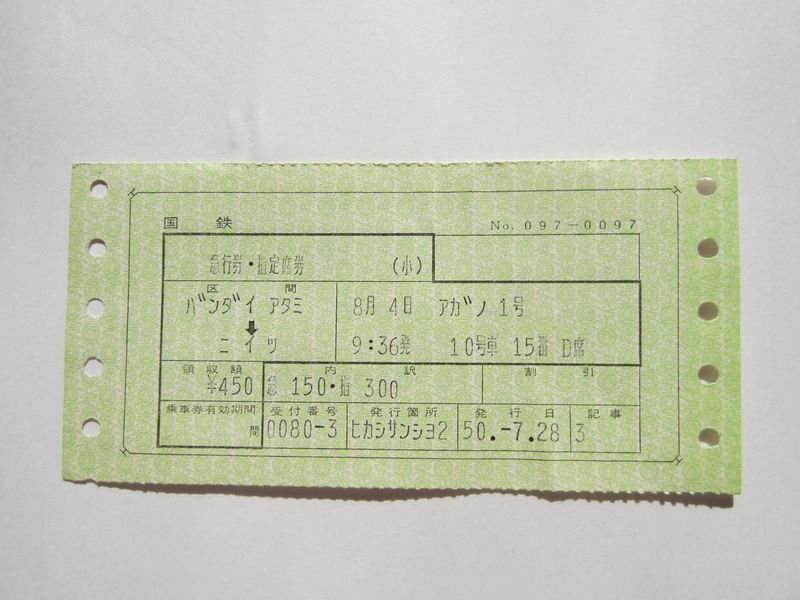 国鉄 No. 097-0097
急行券・指定席券 (小)
区間
バンダイ アタミ 8月 4日 アガノ 1号
➡
ニイツ 9:36発 10号車 15番 D席
領収額 内訳 割引
¥450 急 150・指 300
乗車券有効期間 受付番号 発行箇所 発行日 記事
間 0080-3 ヒガシサンシヨ2 50.-7.28 3